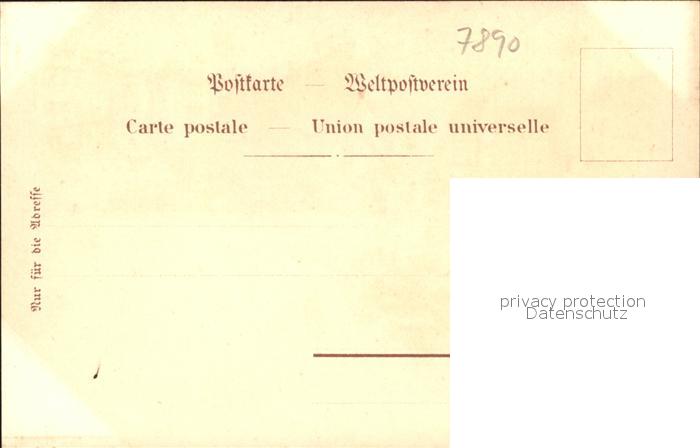 7890
Postkarte — Weltpostverein
Carte postale — Union postale universelle
Nur für die Adresse
privacy protection
Datenschutz